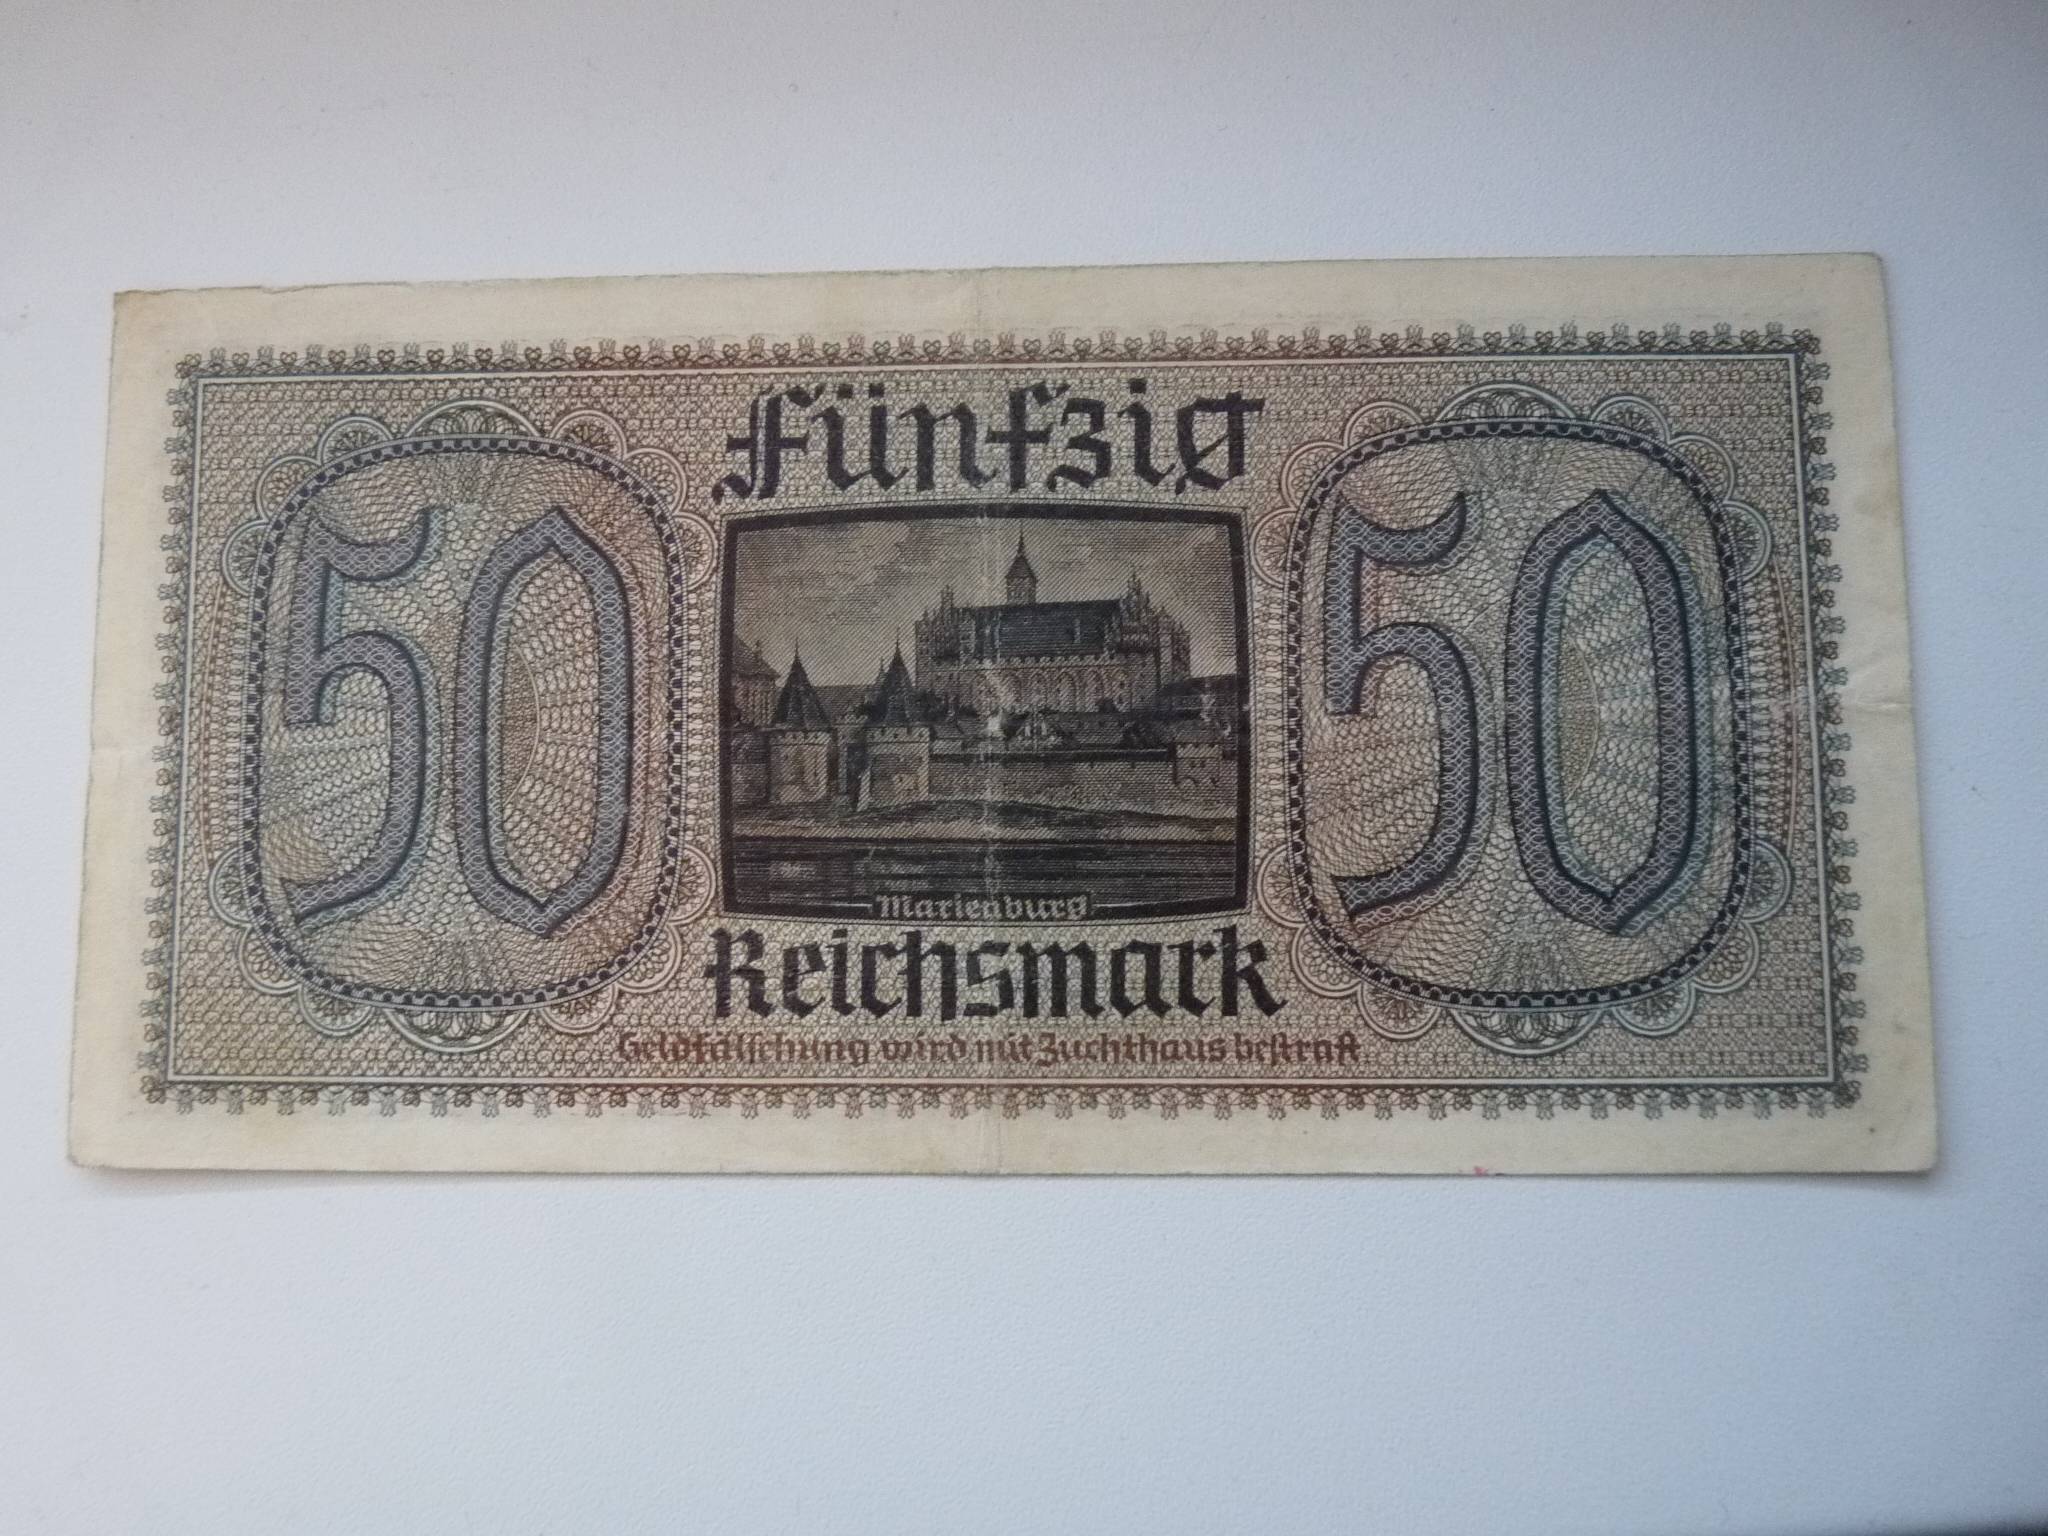 Fünfzig
50
50
Marienburg
Reichsmark
Geldfälschung wird mit Zuchthaus bestraft